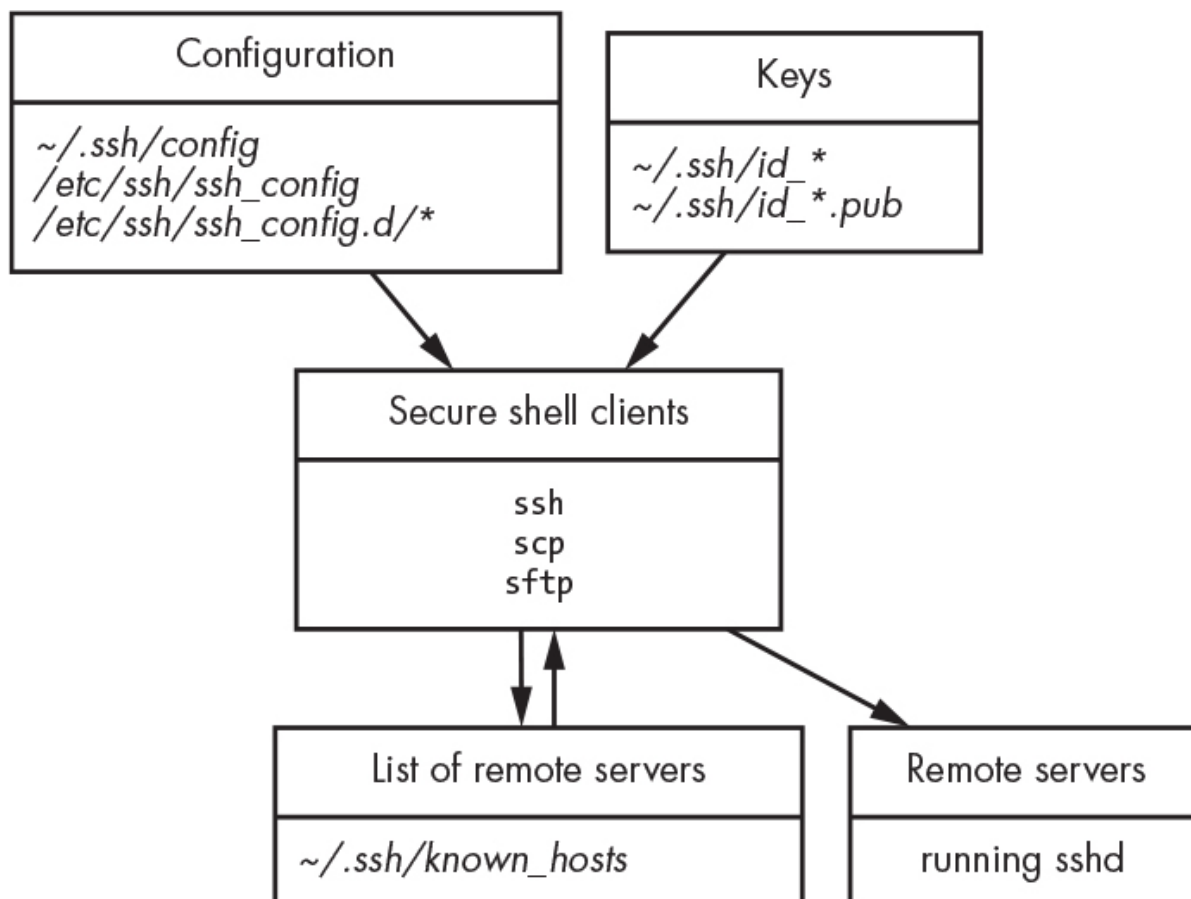 Configuration
~/.ssh/config
/etc/ssh/ssh_config
/etc/ssh/ssh_config.d/*
Keys
~/.ssh/id_*
~/.ssh/id_*.pub
Secure shell clients
ssh
scp
sftp
List of remote servers
~/.ssh/known_hosts
Remote servers
running sshd